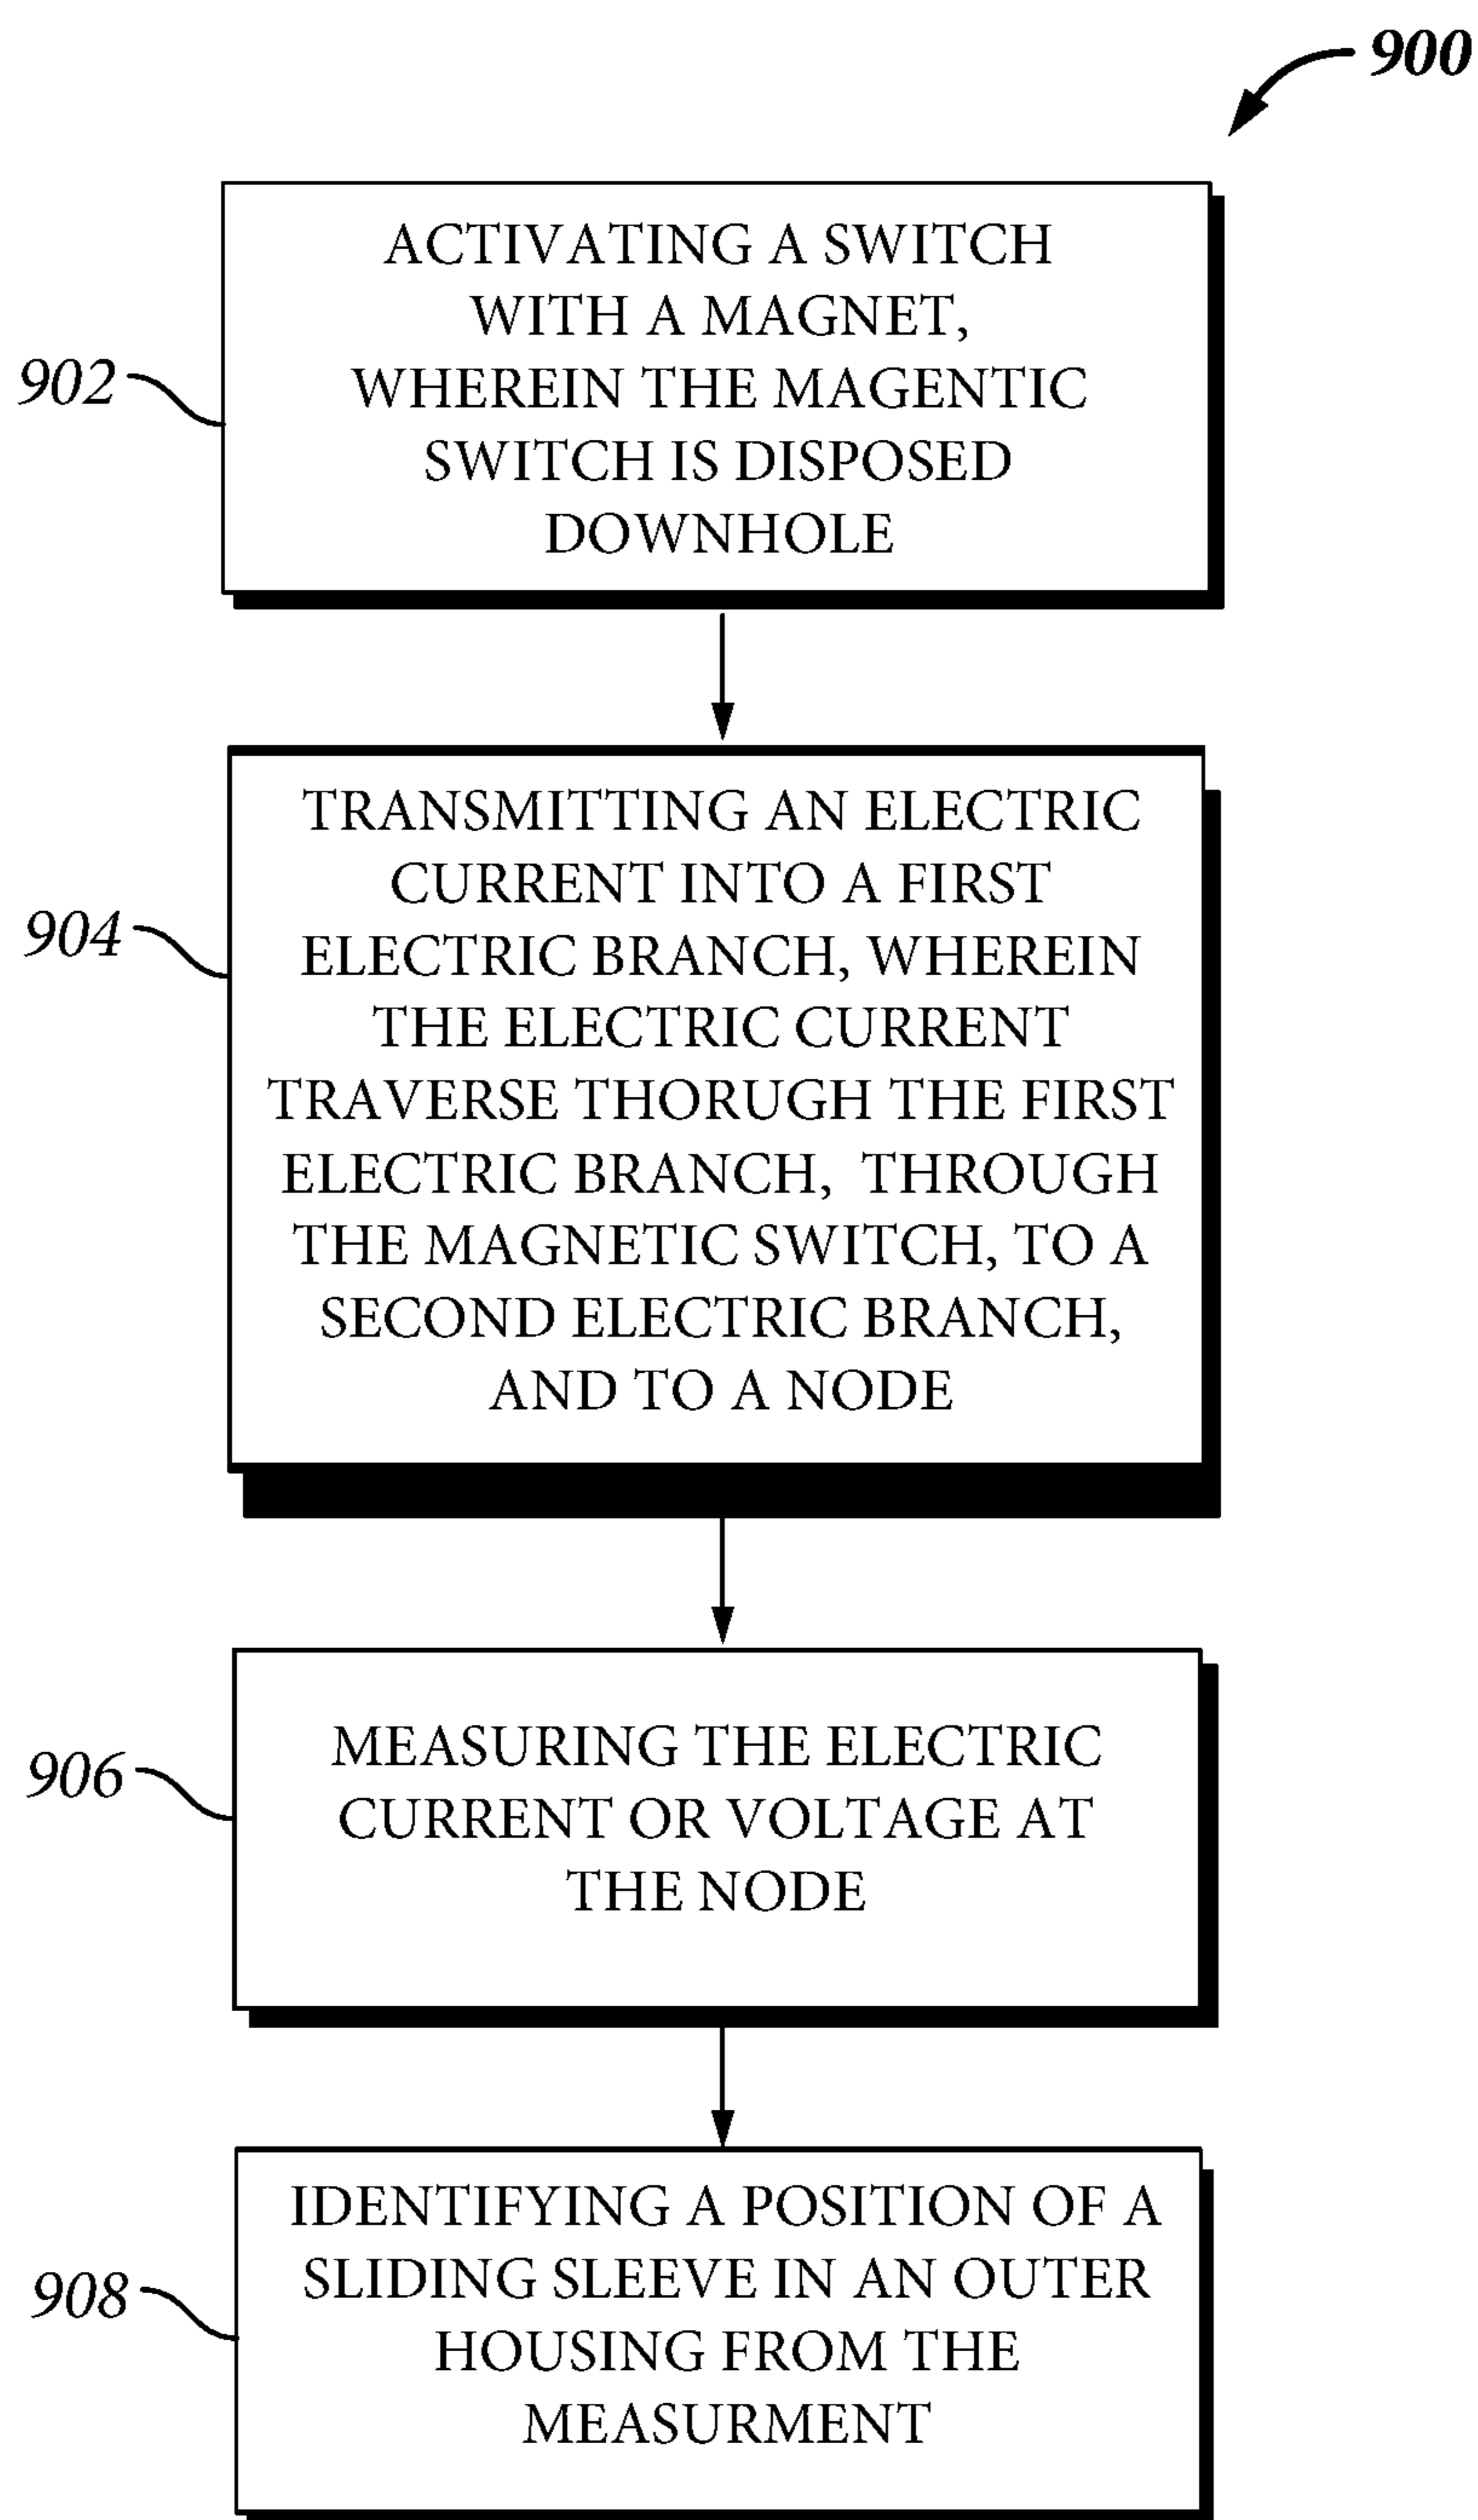 900
ACTIVATING A SWITCH
WITH A MAGNET,
902
WHEREIN THE MAGENTIC
SWITCH IS DISPOSED
DOWNHOLE
TRANSMITTING AN ELECTRIC
CURRENT INTO A FIRST
904
ELECTRIC BRANCH, WHEREIN
THE ELECTRIC CURRENT
TRAVERSE THORUGH THE FIRST
ELECTRIC BRANCH, THROUGH
THE MAGNETIC SWITCH, TO A
SECOND ELECTRIC BRANCH,
AND TO A NODE
906
MEASURING THE ELECTRIC
CURRENT OR VOLTAGE AT
THE NODE
908
IDENTIFYING A POSITION OF A
SLIDING SLEEVE IN AN OUTER
HOUSING FROM THE
MEASURMENT